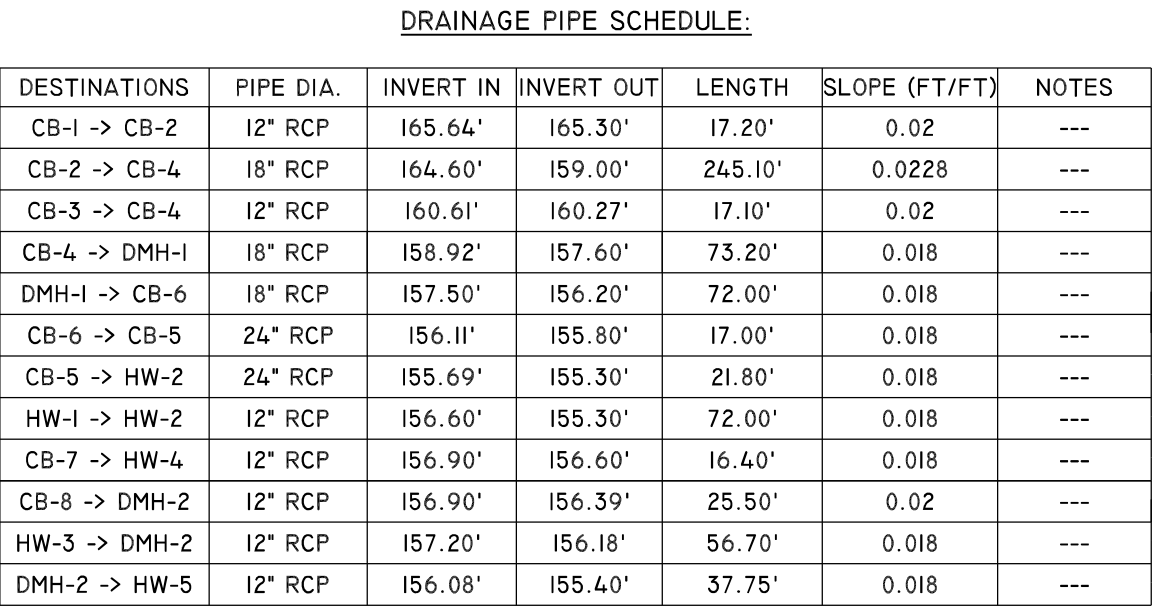 DRAINAGE PIPE SCHEDULE:
DESTINATIONS PIPE DIA. INVERT IN INVERT OUT LENGTH SLOPE (FT/FT) NOTES
CB-1 -> CB-2 12" RCP 165.64' 165.30' 17.20' 0.02 ---
CB-2 -> CB-4 18" RCP 164.60' 159.00' 245.10' 0.0228 ---
CB-3 -> CB-4 12" RCP 160.61' 160.27' 17.10' 0.02 ---
CB-4 -> DMH-1 18" RCP 158.92' 157.60' 73.20' 0.018 ---
DMH-1 -> CB-6 18" RCP 157.50' 156.20' 72.00' 0.018 ---
CB-6 -> CB-5 24" RCP 156.11' 155.80' 17.00' 0.018 ---
CB-5 -> HW-2 24" RCP 155.69' 155.30' 21.80' 0.018 ---
HW-1 -> HW-2 12" RCP 156.60' 155.30' 72.00' 0.018 ---
CB-7 -> HW-4 12" RCP 156.90' 156.60' 16.40' 0.018 ---
CB-8 -> DMH-2 12" RCP 156.90' 156.39' 25.50' 0.02 ---
HW-3 -> DMH-2 12" RCP 157.20' 156.18' 56.70' 0.018 ---
DMH-2 -> HW-5 12" RCP 156.08' 155.40' 37.75' 0.018 ---